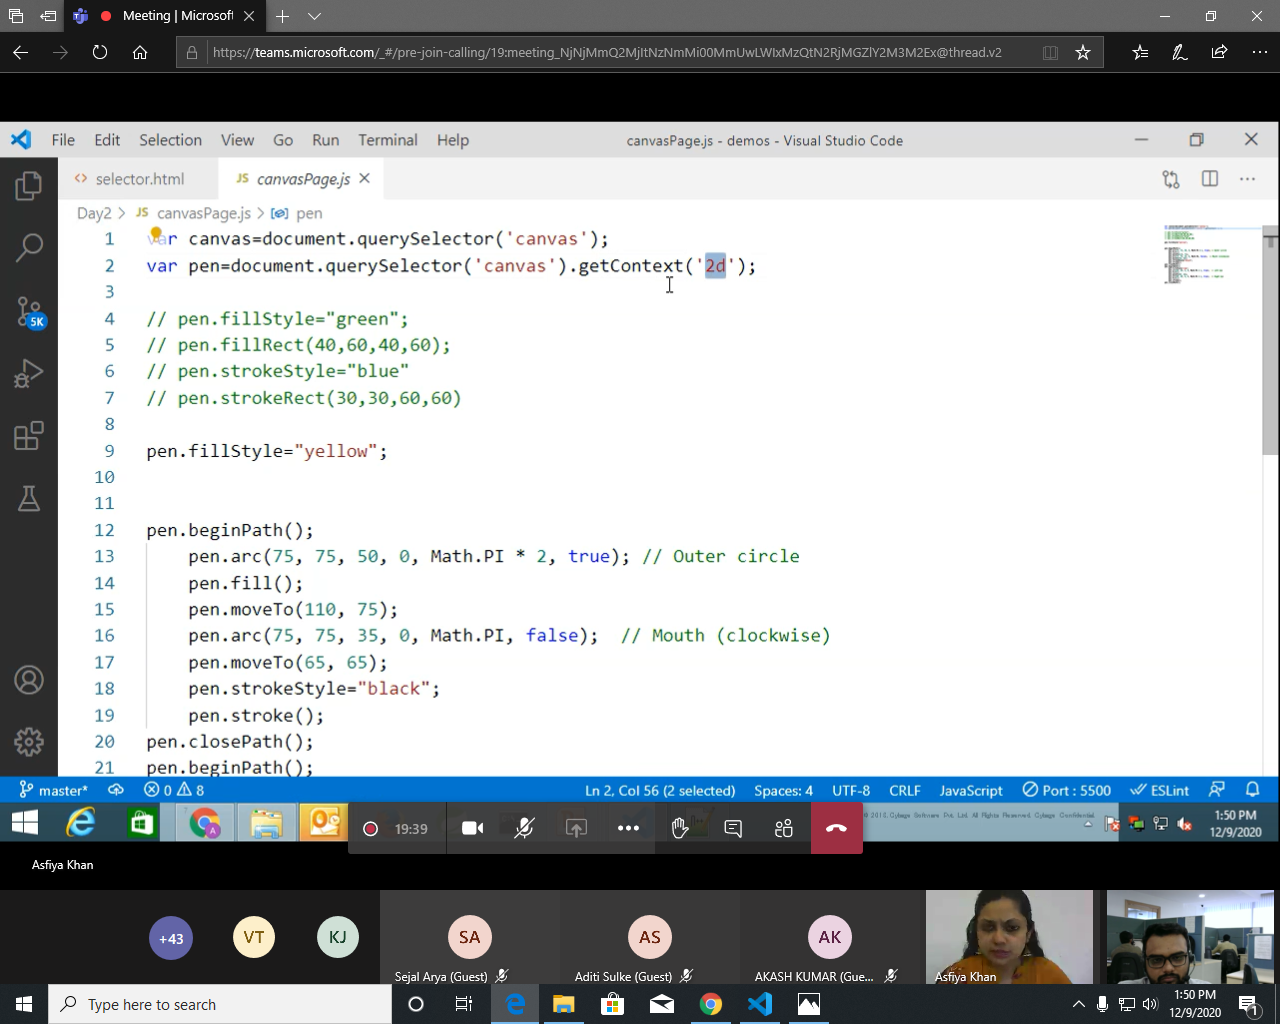 Meeting | Microsoft
https://teams.microsoft.com/_#/pre-join-calling/19:meeting_NjNjMmQ2MjItNzNmMi00MmUwLWIxMzQtN2RjMGZlY2M3M2Ex@thread.v2
File Edit Selection View Go Run Terminal Help
canvasPage.js - demos - Visual Studio Code
<> selector.html
JS canvasPage.js
Day2 > JS canvasPage.js > pen
1 var canvas=document.querySelector('canvas');
2 var pen=document.querySelector('canvas').getContext('2d');
3
4 // pen.fillStyle="green";
5 // pen.fillRect(40,60,40,60);
6 // pen.strokeStyle="blue"
7 // pen.strokeRect(30,30,60,60)
8
9 pen.fillStyle="yellow";
10
11
12 pen.beginPath();
13 pen.arc(75, 75, 50, 0, Math.PI * 2, true); // Outer circle
14 pen.fill();
15 pen.moveTo(110, 75);
16 pen.arc(75, 75, 35, 0, Math.PI, false);  // Mouth (clockwise)
17 pen.moveTo(65, 65);
18 pen.strokeStyle="black";
19 pen.stroke();
20 pen.closePath();
21 pen.beginPath();
5K
master* 0 8 Ln 2, Col 56 (2 selected) Spaces: 4 UTF-8 CRLF JavaScript Port : 5500 ESLint
19:39
Cybage Software Pvt. Ltd. All Rights Reserved. Cybage Confidential.
1:50 PM
12/9/2020
Asfiya Khan
+43 VT KJ SA AS AK
Sejal Arya (Guest) Aditi Sulke (Guest) AKASH KUMAR (Gue... Asfiya Khan
Type here to search
1:50 PM
12/9/2020
1